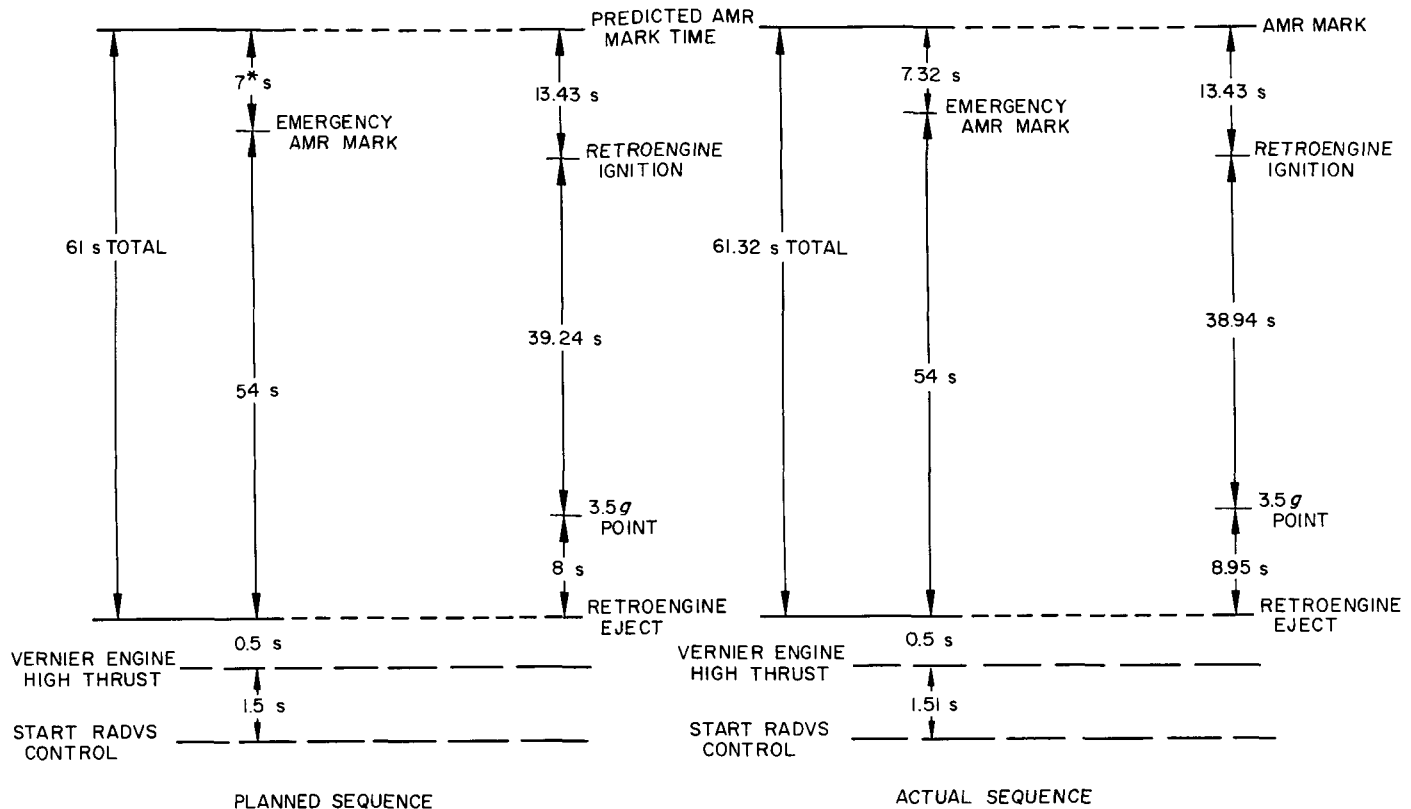 PREDICTED AMR
MARK TIME
7* s
13.43 s
EMERGENCY
AMR MARK
RETROENGINE
IGNITION
61 s TOTAL
39.24 s
54 s
3.5g
POINT
8 s
RETROENGINE
EJECT
0.5 s
VERNIER ENGINE
HIGH THRUST
1.5 s
START RADVS
CONTROL
PLANNED SEQUENCE
AMR MARK
7.32 s
13.43 s
EMERGENCY
AMR MARK
RETROENGINE
IGNITION
61.32 s TOTAL
38.94 s
54 s
3.5g
POINT
8.95 s
RETROENGINE
EJECT
0.5 s
VERNIER ENGINE
HIGH THRUST
1.51 s
START RADVS
CONTROL
ACTUAL SEQUENCE